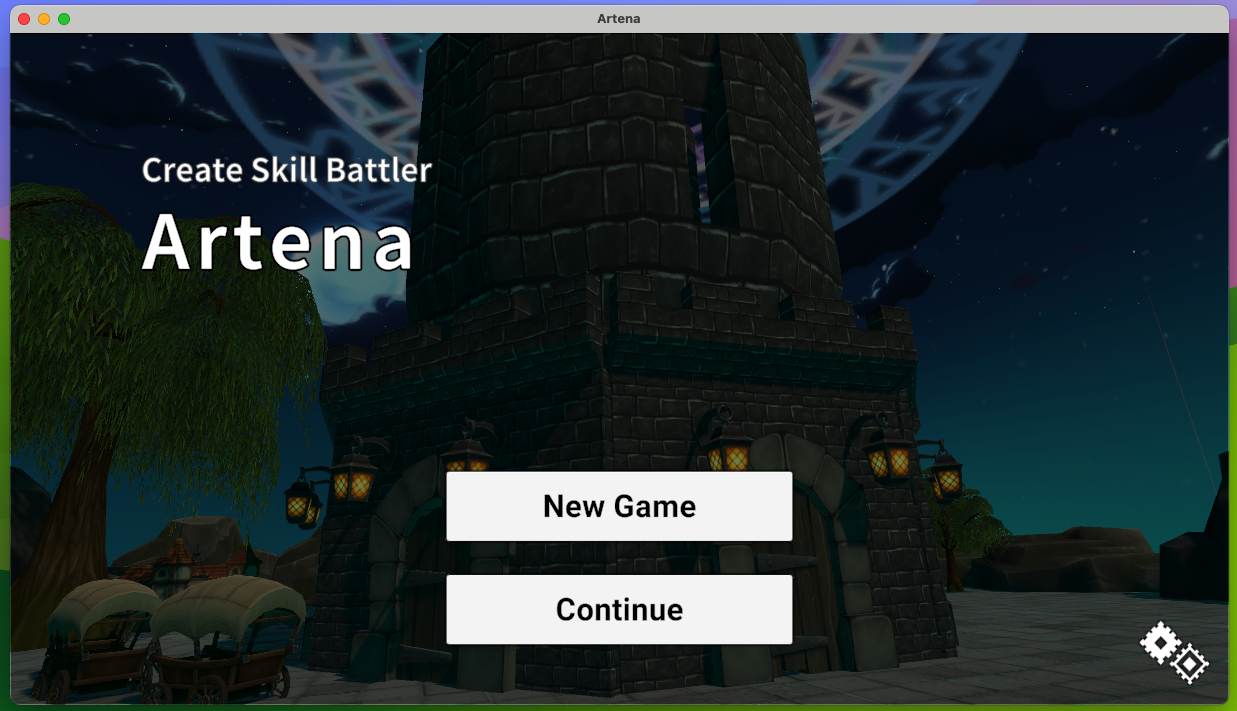 Artena
Create Skill Battler
Artena
New Game
Continue